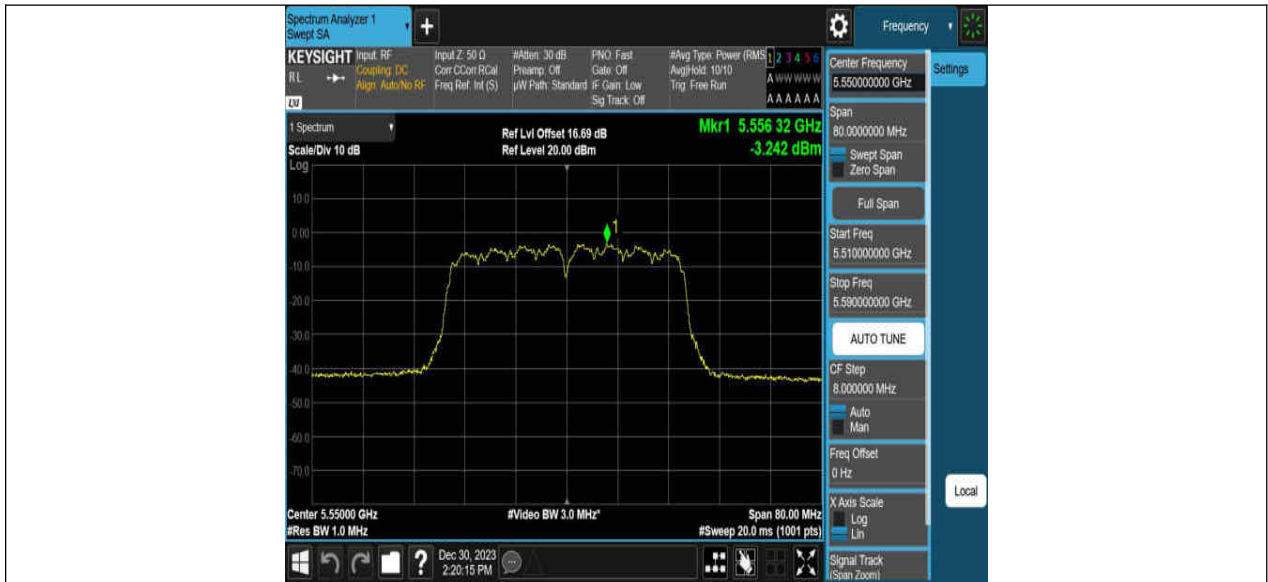 Spectrum Analyzer 1
Swept SA
+
Frequency
KEYSIGHT
RL
Input: RF
Coupling: DC
Align: Auto/No RF
Input Z: 50 Ω
Corr CCorr RCal
Freq Ref: Int (S)
#Atten: 30 dB
Preamp: Off
µW Path: Standard
PNO: Fast
Gate: Off
IF Gain: Low
Sig Track: Off
#Avg Type: Power (RMS
Avg|Hold: 10/10
Trig: Free Run
1 2 3 4 5 6
A W W W W W
A A A A A A
1 Spectrum
Scale/Div 10 dB
Ref Lvl Offset 16.69 dB
Ref Level 20.00 dBm
Mkr1 5.556 32 GHz
-3.242 dBm
Log
10.0
0.00
-10.0
-20.0
-30.0
-40.0
-50.0
-60.0
-70.0
1
Center 5.55000 GHz
#Res BW 1.0 MHz
#Video BW 3.0 MHz*
Span 80.00 MHz
#Sweep 20.0 ms (1001 pts)
?
Dec 30, 2023
2:20:15 PM
Center Frequency
5.550000000 GHz
Settings
Span
80.0000000 MHz
Swept Span
Zero Span
Full Span
Start Freq
5.510000000 GHz
Stop Freq
5.590000000 GHz
AUTO TUNE
CF Step
8.000000 MHz
Auto
Man
Freq Offset
0 Hz
X Axis Scale
Log
Lin
Local
Signal Track
(Span Zoom)